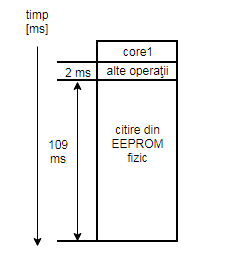 timp
[ms]
core1
2 ms
alte operații
109
ms
citire din
EEPROM
fizic